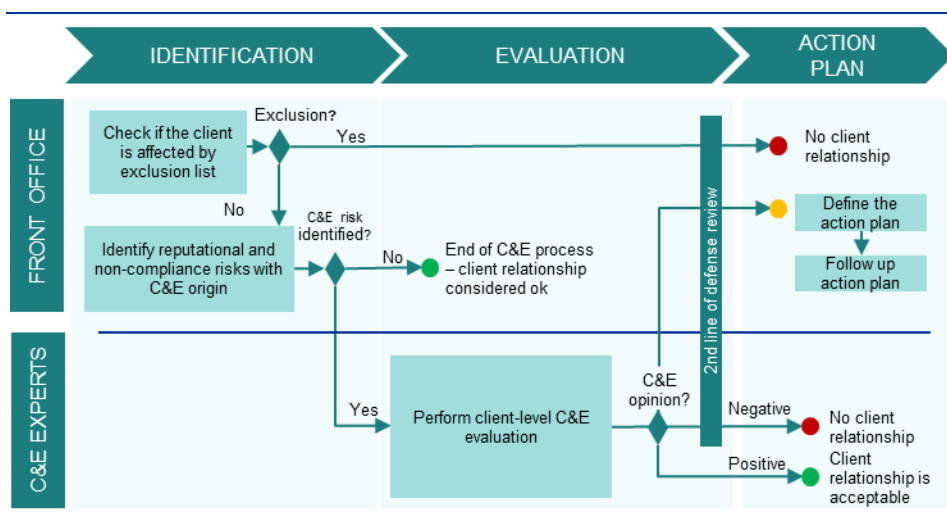 IDENTIFICATION
EVALUATION
ACTION
PLAN
FRONT OFFICE
Check if the client
is affected by
exclusion list
Exclusion?
Yes
No
No client
relationship
Identify reputational and
non-compliance risks with
C&E origin
C&E risk
identified?
No
End of C&E process
– client relationship
considered ok
2nd line of defense review
Define the
action plan
Follow up
action plan
C&E EXPERTS
Yes
Perform client-level C&E
evaluation
C&E
opinion?
Negative
No client
relationship
Positive
Client
relationship is
acceptable